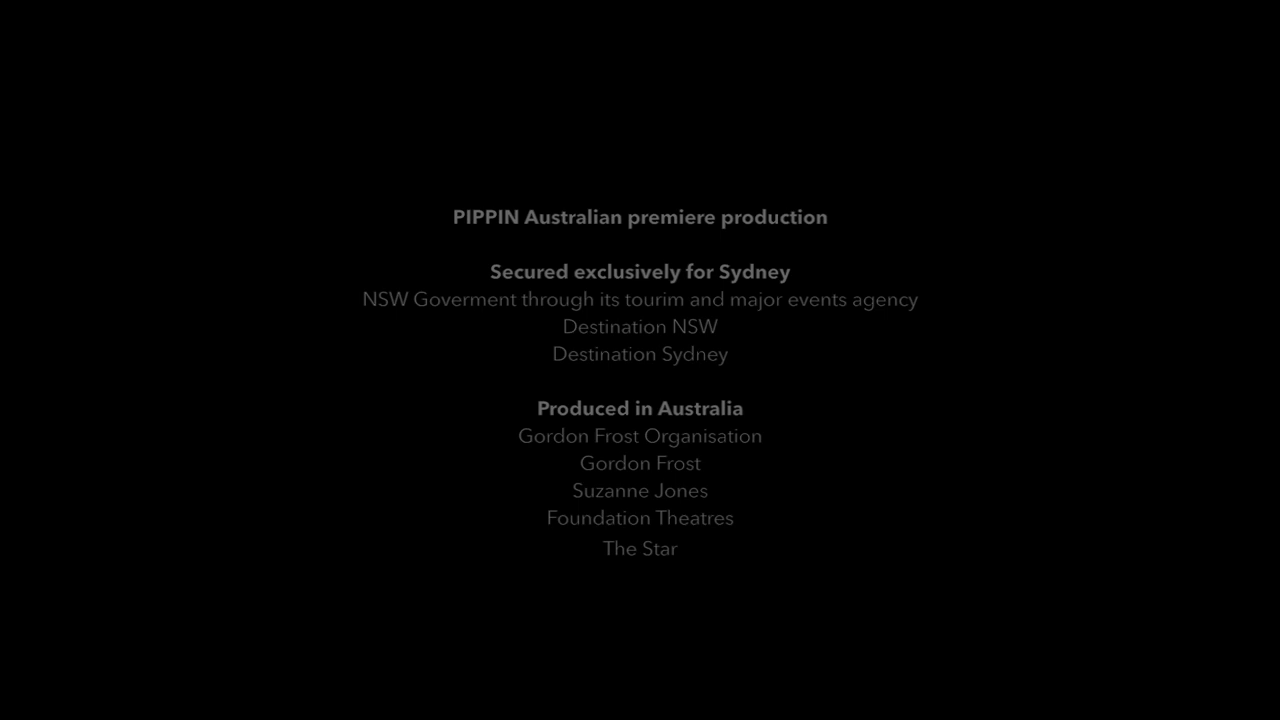 PIPPIN Australian premiere production
Secured exclusively for Sydney
NSW Goverment through its tourim and major events agency
Destination NSW
Destination Sydney
Produced in Australia
Gordon Frost Organisation
Gordon Frost
Suzanne Jones
Foundation Theatres
The Star